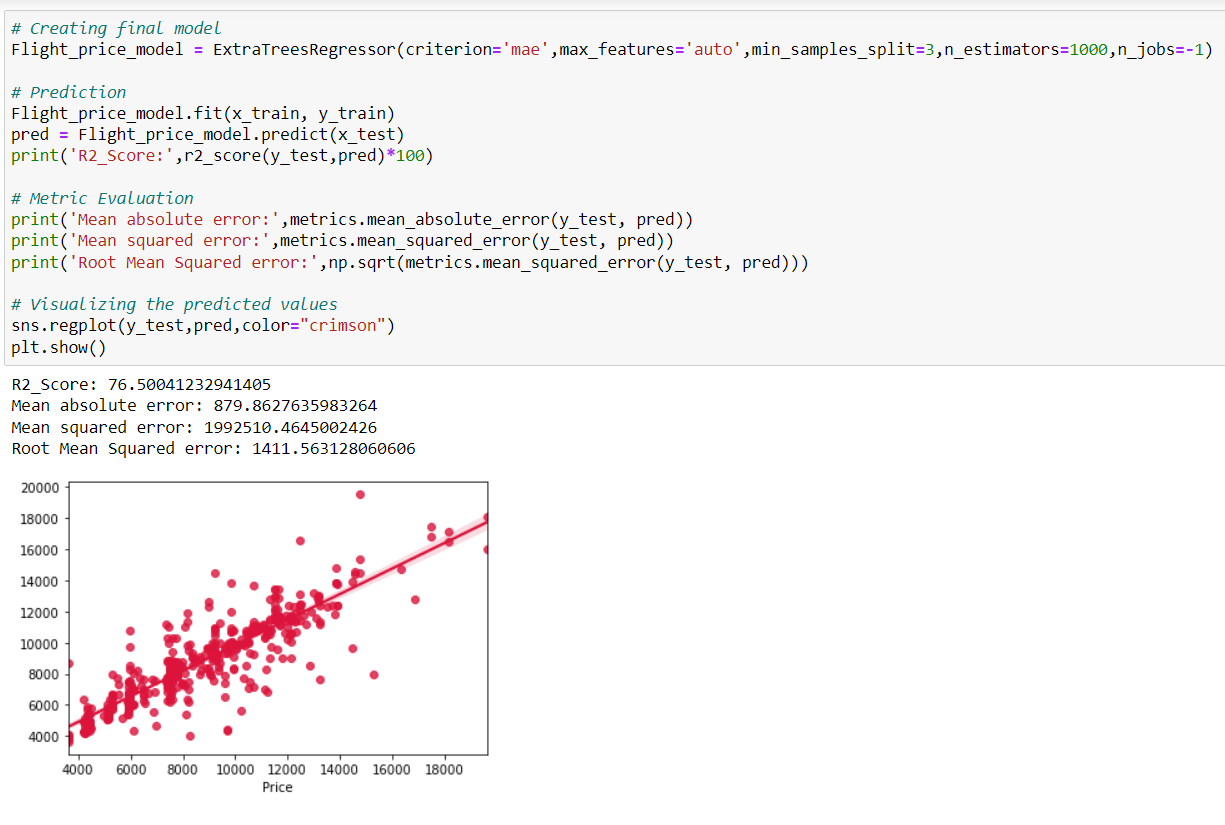 # Creating final model
Flight_price_model = ExtraTreesRegressor(criterion='mae',max_features='auto',min_samples_split=3,n_estimators=1000,n_jobs=-1)
# Prediction
Flight_price_model.fit(x_train, y_train)
pred = Flight_price_model.predict(x_test)
print('R2_Score:',r2_score(y_test,pred)*100)
# Metric Evaluation
print('Mean absolute error:',metrics.mean_absolute_error(y_test, pred))
print('Mean squared error:',metrics.mean_squared_error(y_test, pred))
print('Root Mean Squared error:',np.sqrt(metrics.mean_squared_error(y_test, pred)))
# Visualizing the predicted values
sns.regplot(y_test,pred,color="crimson")
plt.show()
R2_Score: 76.50041232941405
Mean absolute error: 879.8627635983264
Mean squared error: 1992510.4645002426
Root Mean Squared error: 1411.563128060606
20000
18000
16000
14000
12000
10000
8000
6000
4000
4000 6000 8000 10000 12000 14000 16000 18000
Price